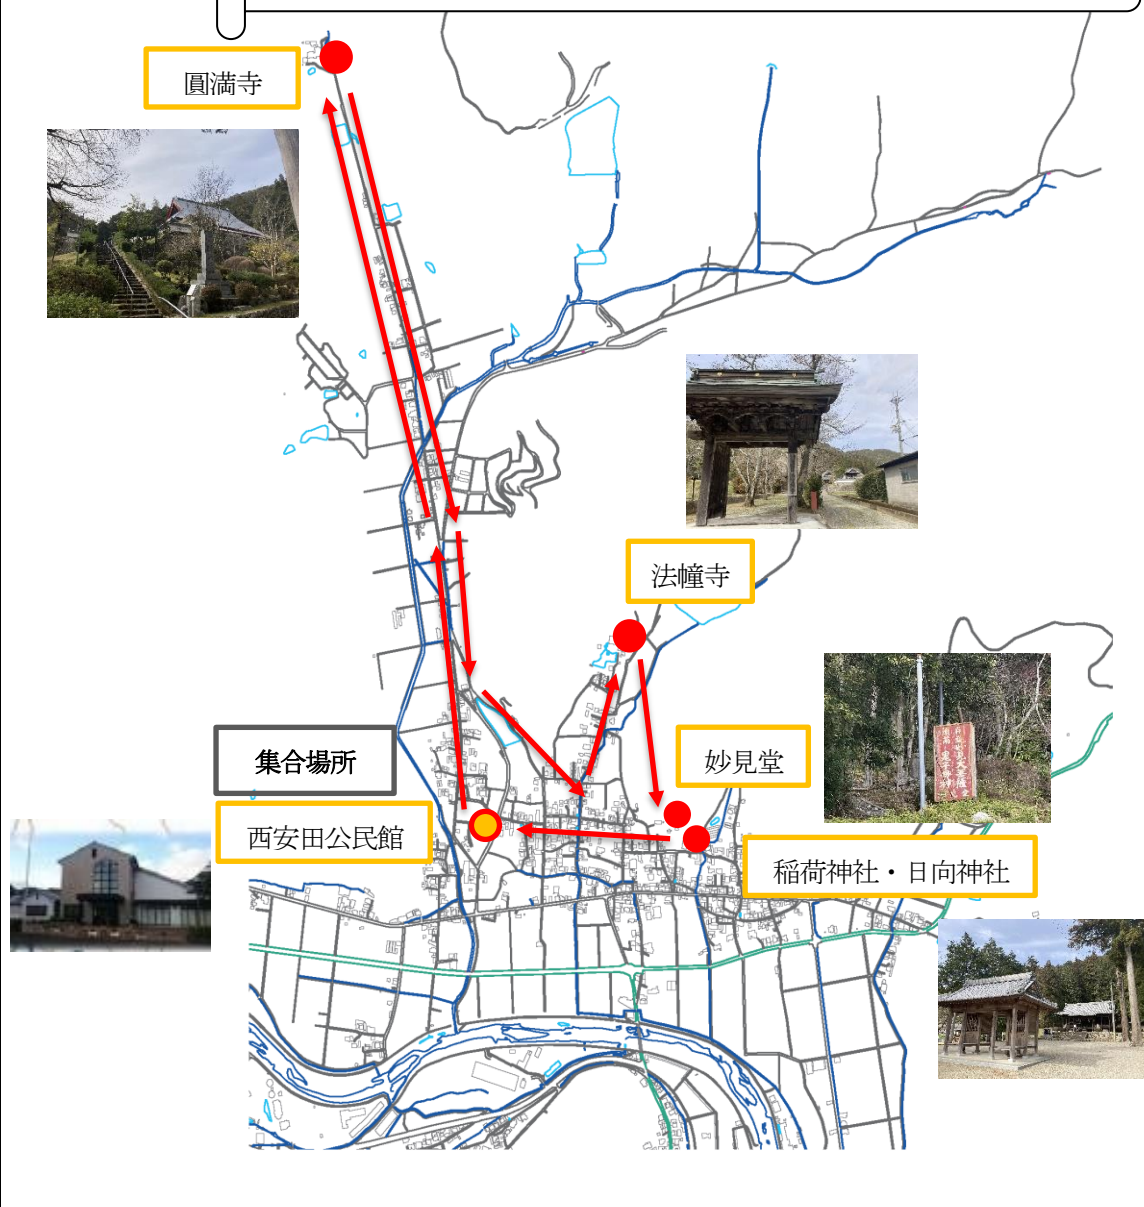 圓満寺
法幢寺
集合場所
妙見堂
西安田公民館
稲荷神社・日向神社